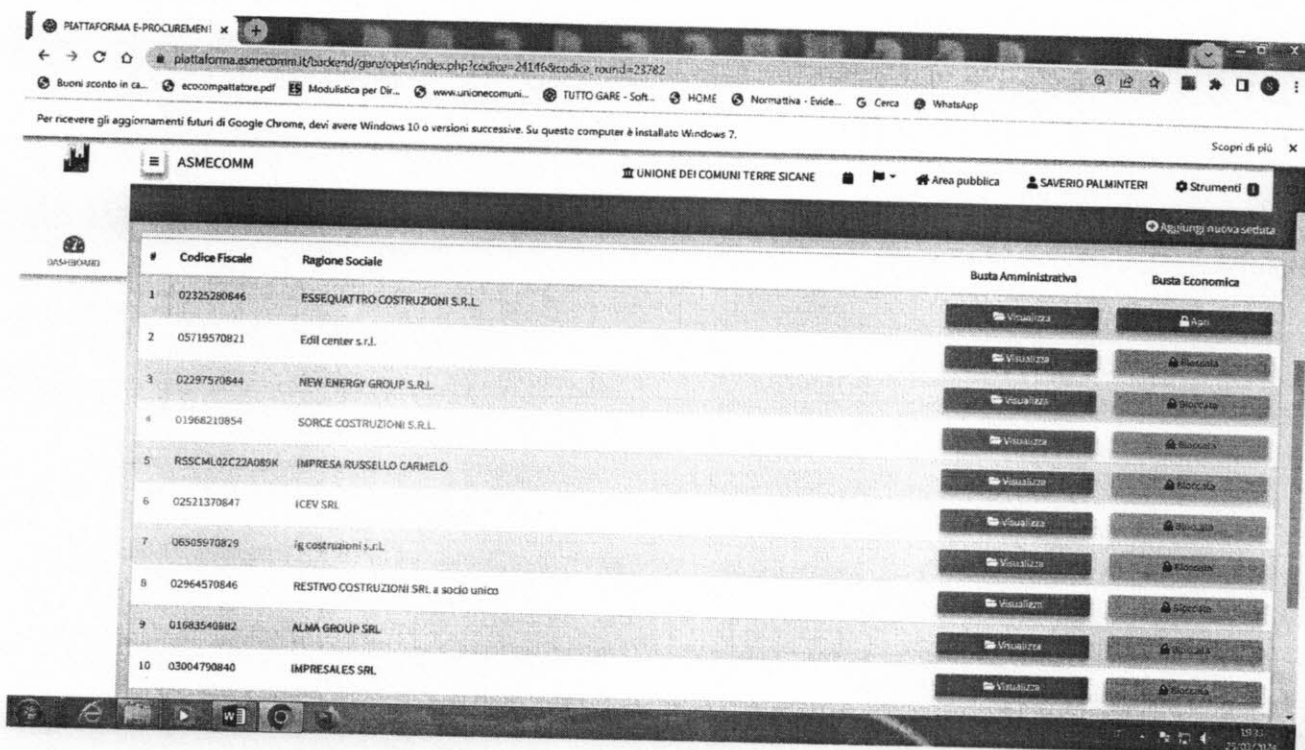 PIATTAFORMA E-PROCUREMENT × +
piattaforma.asmecomm.it/backend/gara/open/index.php?codice=24146&codice_round=23782
Buoni sconto in ca... ecocompattatore.pdf ES Modulistica per Dir... www.unionecomuni... TUTTO GARE - Soft... HOME Normattiva - Evide... G Cerca WhatsApp
Per ricevere gli aggiornamenti futuri di Google Chrome, devi avere Windows 10 o versioni successive. Su questo computer è installato Windows 7.
Scopri di più ×
ASMECOMM UNIONE DEI COMUNI TERRE SICANE Area pubblica SAVERIO PALMINTERI Strumenti
Aggiungi nuova seduta
DASHBOARD
# Codice Fiscale Ragione Sociale Busta Amministrativa Busta Economica
1 02325280846 ESSEQUATTRO COSTRUZIONI S.R.L. Visualizza Apri
2 05719570821 Edil center s.r.l. Visualizza Bloccata
3 02297570844 NEW ENERGY GROUP S.R.L. Visualizza Bloccata
4 01968210854 SORCE COSTRUZIONI S.R.L. Visualizza Bloccata
5 RSSCML02C22A089K IMPRESA RUSSELLO CARMELO Visualizza Bloccata
6 02521370847 ICEV SRL Visualizza Bloccata
7 06505970829 ig costruzioni s.r.l. Visualizza Bloccata
8 02964570846 RESTIVO COSTRUZIONI SRL a socio unico Visualizza Bloccata
9 01683540882 ALMA GROUP SRL Visualizza Bloccata
10 03004790840 IMPRESALES SRL Visualizza Bloccata